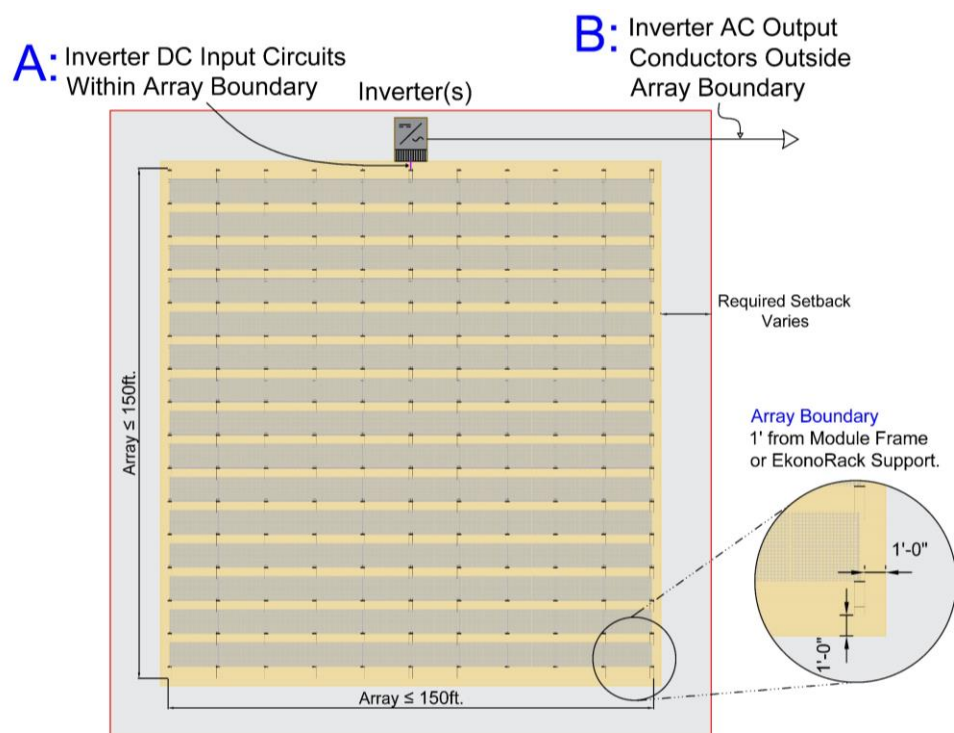 A: Inverter DC Input Circuits
Within Array Boundary
Inverter(s)
B: Inverter AC Output
Conductors Outside
Array Boundary
Required Setback
Varies
Array ≤ 150ft.
Array Boundary
1' from Module Frame
or EkonoRack Support.
1'-0"
1'-0"
Array ≤ 150ft.